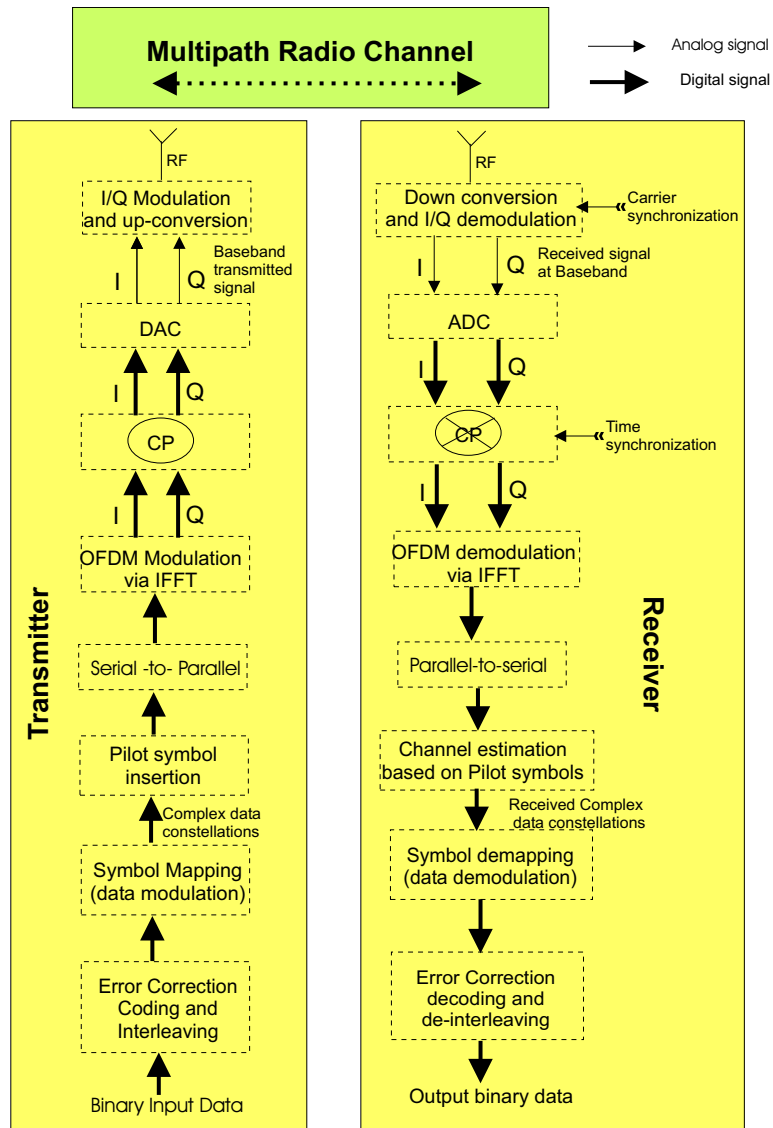 Multipath Radio Channel
Analog signal
Digital signal
Transmitter
RF
I/Q Modulation
and up-conversion
I
Q
Baseband
transmitted
signal
DAC
I
Q
CP
I
Q
OFDM Modulation
via IFFT
Serial -to- Parallel
Pilot symbol
insertion
Complex data
constellations
Symbol Mapping
(data modulation)
Error Correction
Coding and
Interleaving
Binary Input Data
Receiver
RF
Down conversion
and I/Q demodulation
Carrier
synchronization
I
Q
Received signal
at Baseband
ADC
I
Q
CP
Time
synchronization
I
Q
OFDM demodulation
via IFFT
Parallel-to-serial
Channel estimation
based on Pilot symbols
Received Complex
data constellations
Symbol demapping
(data demodulation)
Error Correction
decoding and
de-interleaving
Output binary data